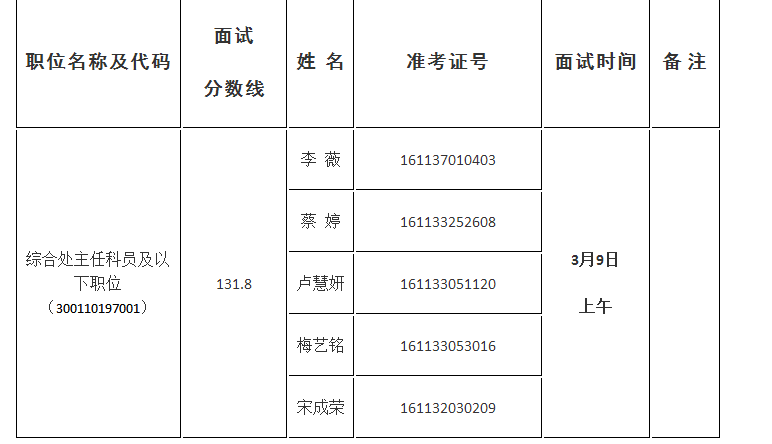 职位名称及代码 面试 分数线 姓 名 准考证号 面试时间 备 注
综合处主任科员及以
下职位
（300110197001）
131.8
李 薇 161137010403
蔡 婷 161133252608
卢慧妍 161133051120
梅艺铭 161133053016
宋成荣 161132030209
3月9日
上午